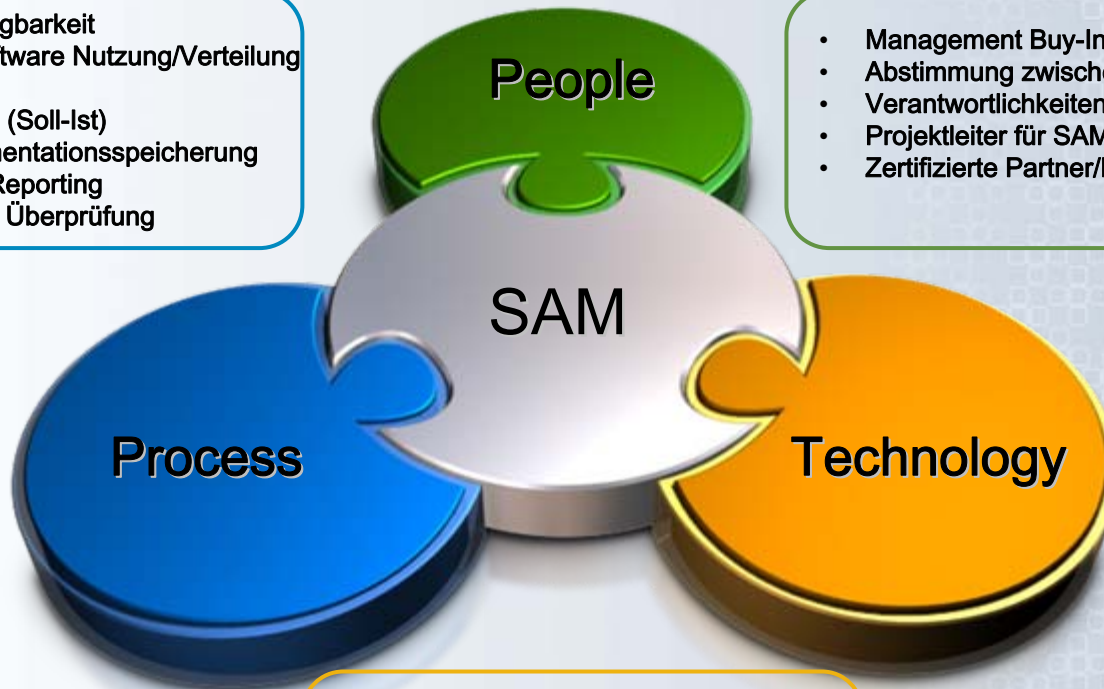 gbarkeit
tware Nutzung/Verteilung
(Soll-Ist)
nentationsspeicherung
Reporting
Überprüfung
People
• Management Buy-In
• Abstimmung zwische
• Verantwortlichkeiten
• Projektleiter für SAM
• Zertifizierte Partner/
SAM
Process
Technology